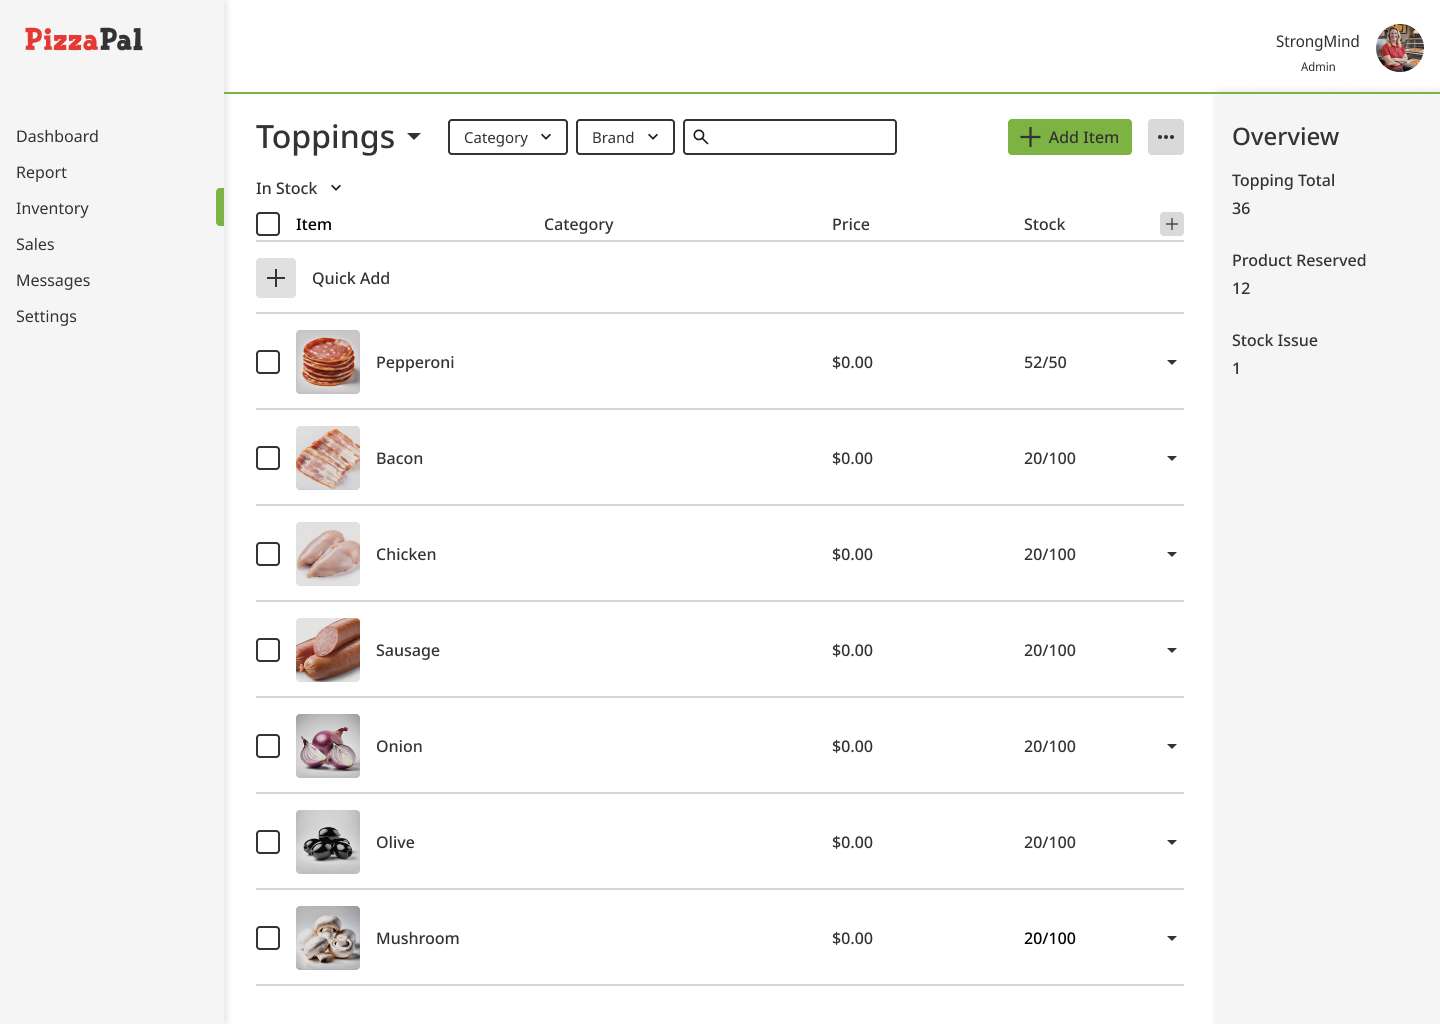 PizzaPal
StrongMind
Admin
Dashboard
Report
Inventory
Sales
Messages
Settings
Toppings
Category
Brand
Add Item
In Stock
Item Category Price Stock
Quick Add
Pepperoni $0.00 52/50
Bacon $0.00 20/100
Chicken $0.00 20/100
Sausage $0.00 20/100
Onion $0.00 20/100
Olive $0.00 20/100
Mushroom $0.00 20/100
Overview
Topping Total
36
Product Reserved
12
Stock Issue
1